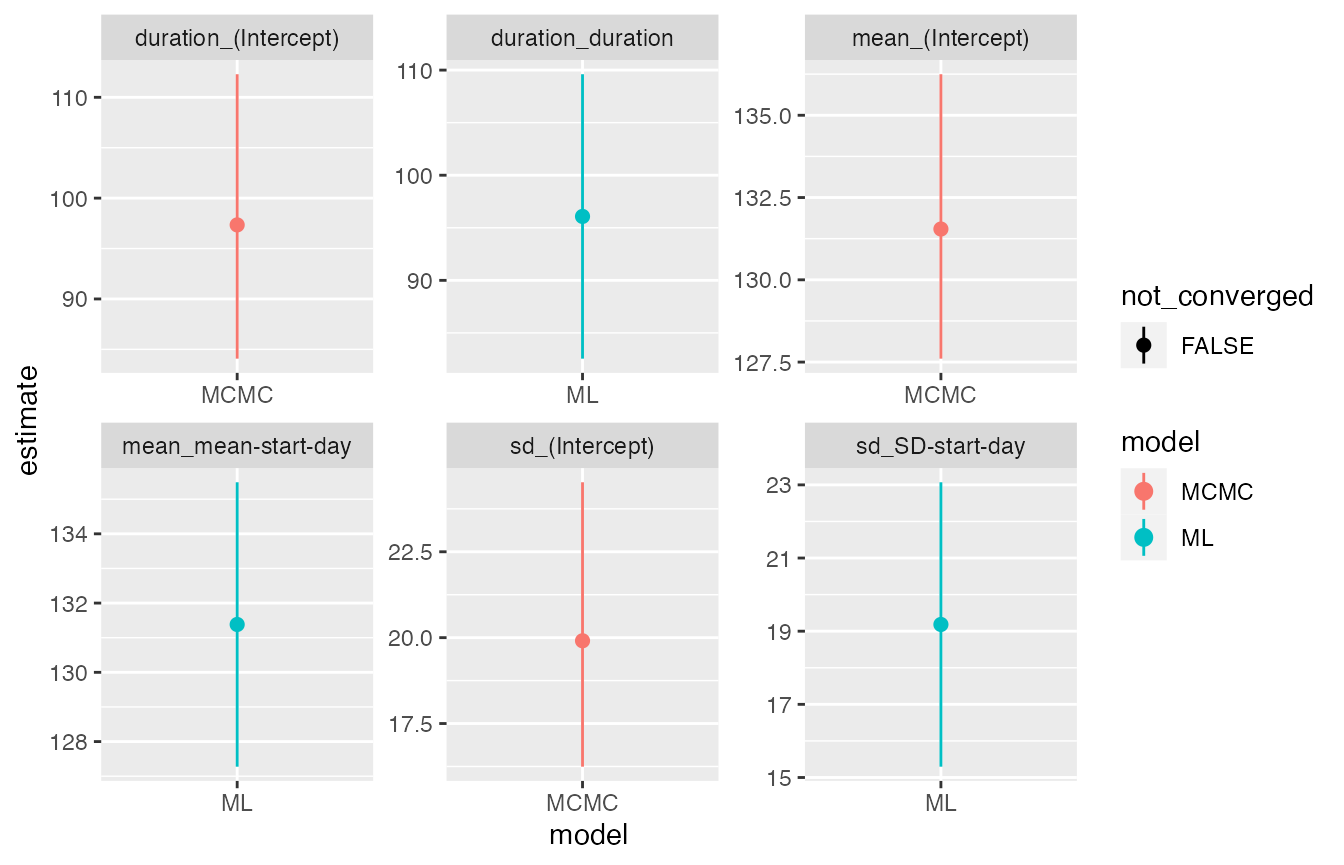 duration_(Intercept)
duration_duration
mean_(Intercept)
110
100
90
110
100
90
135.0
132.5
130.0
127.5
MCMC
ML
MCMC
mean_mean-start-day
sd_(Intercept)
sd_SD-start-day
134
132
130
128
22.5
20.0
17.5
23
21
19
17
15
ML
MCMC
ML
estimate
model
not_converged
FALSE
model
MCMC
ML